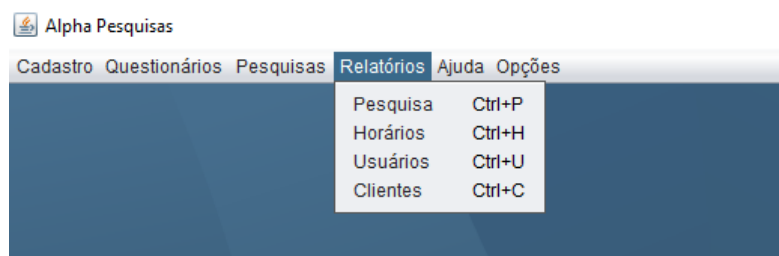 Alpha Pesquisas
Cadastro Questionários Pesquisas Relatórios Ajuda Opções
Pesquisa Ctrl+P
Horários Ctrl+H
Usuários Ctrl+U
Clientes Ctrl+C